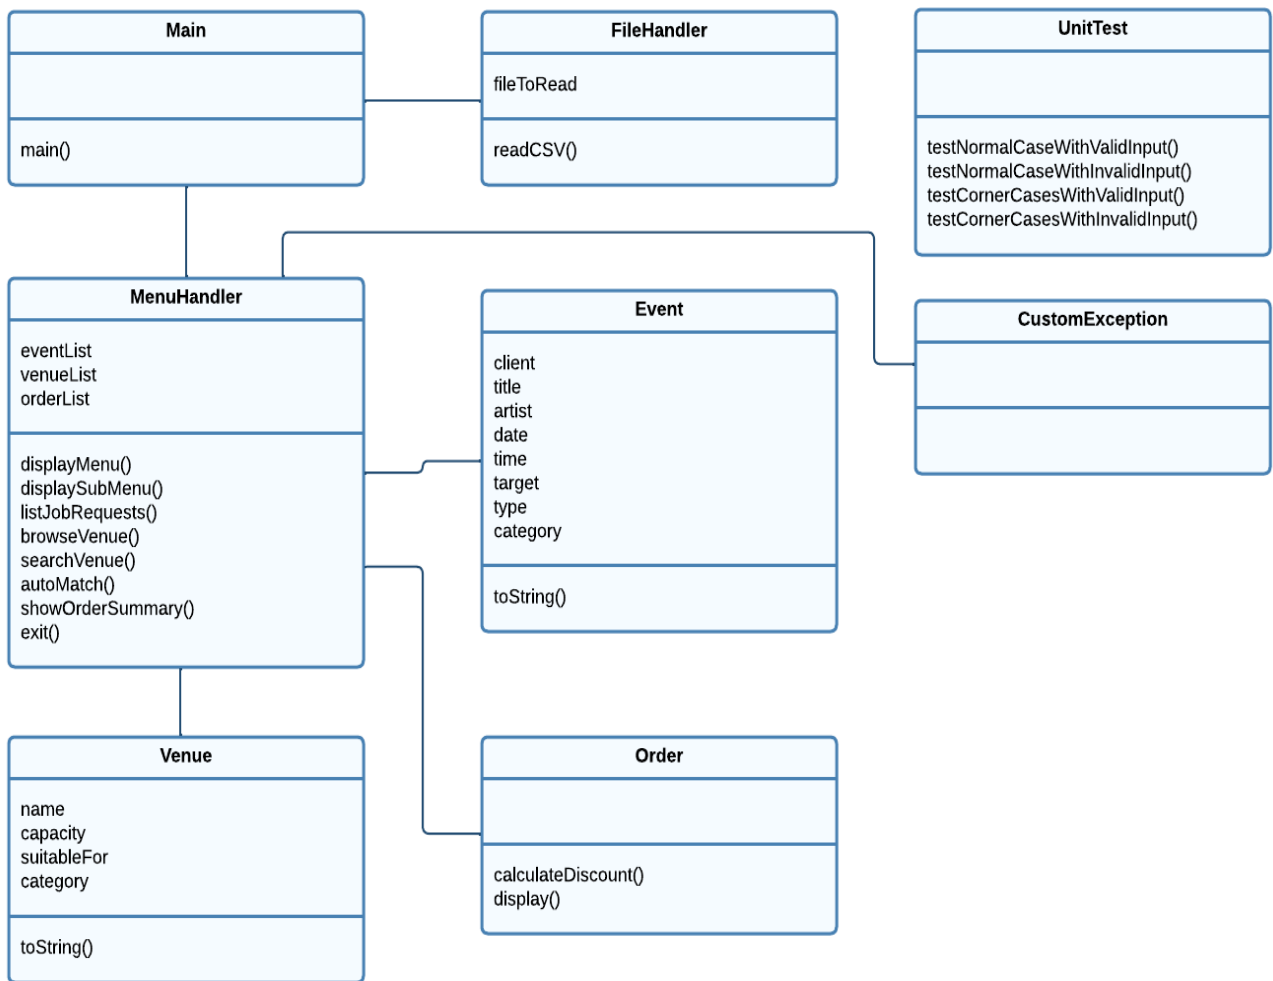 Main
main()
FileHandler
fileToRead
readCSV()
UnitTest
testNormalCaseWithValidInput()
testNormalCaseWithInvalidInput()
testCornerCasesWithValidInput()
testCornerCasesWithInvalidInput()
MenuHandler
eventList
venueList
orderList
displayMenu()
displaySubMenu()
listJobRequests()
browseVenue()
searchVenue()
autoMatch()
showOrderSummary()
exit()
Event
client
title
artist
date
time
target
type
category
toString()
CustomException
Venue
name
capacity
suitableFor
category
toString()
Order
calculateDiscount()
display()